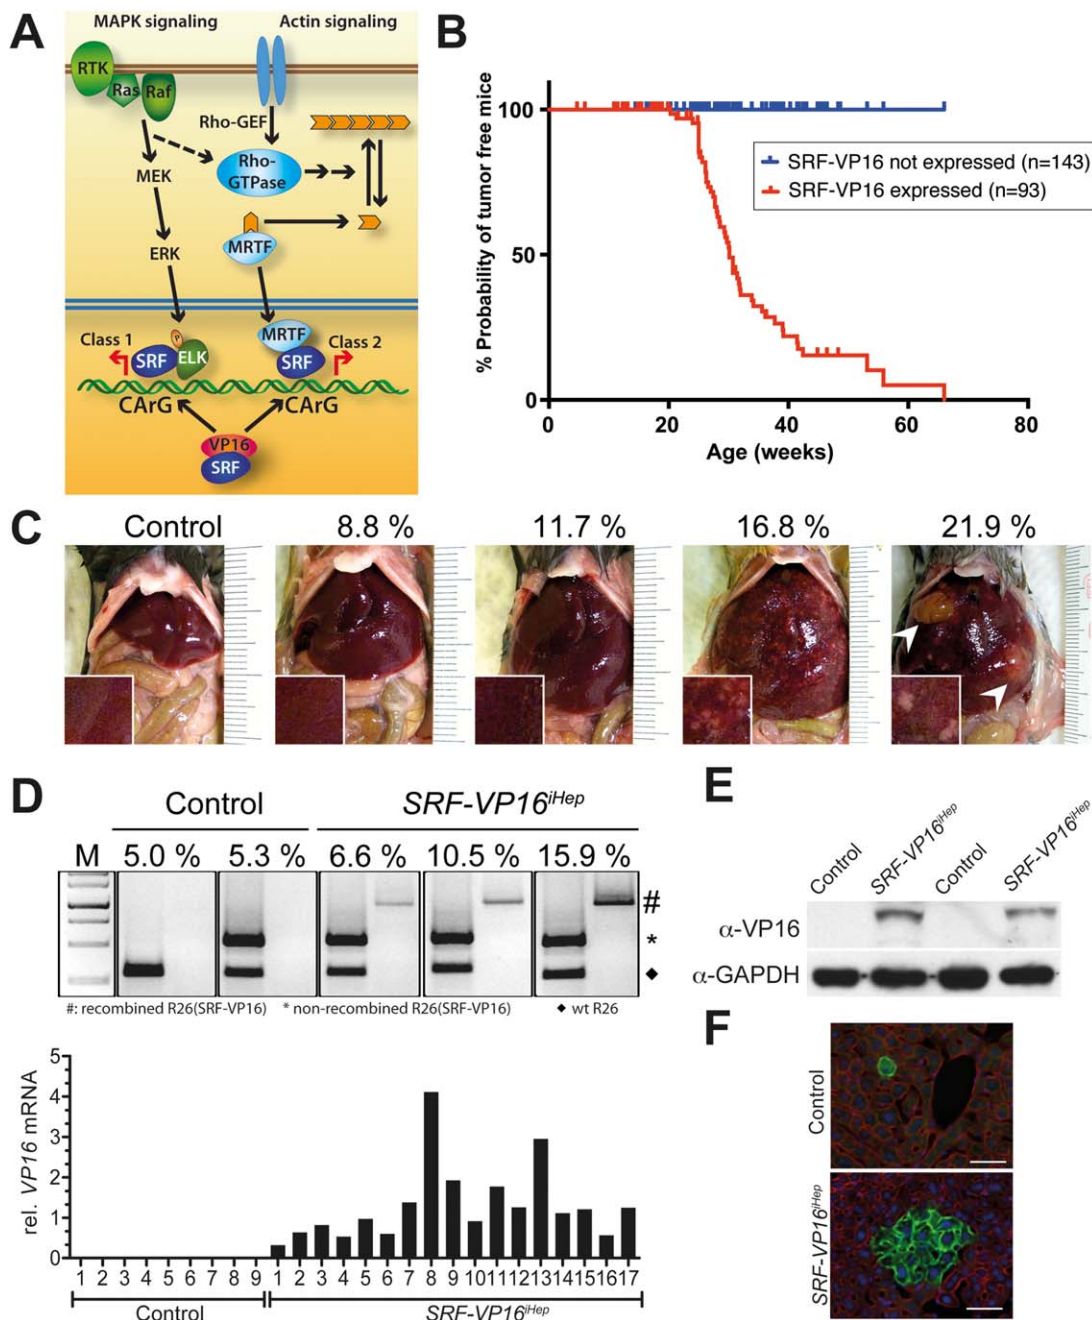 A
MAPK signaling
Actin signaling
RTK
Ras
Raf
Rho-GEF
Rho-
GTPase
MEK
MRTF
ERK
Class 1
P
SRF
ELK
MRTF
SRF
Class 2
CArG
CArG
VP16
SRF
B
% Probability of tumor free mice
100
50
0
0 20 40 60 80
Age (weeks)
SRF-VP16 not expressed (n=143)
SRF-VP16 expressed (n=93)
C
Control 8.8 % 11.7 % 16.8 % 21.9 %
D
Control SRF-VP16iHep
M 5.0 % 5.3 % 6.6 % 10.5 % 15.9 %
#
*
◆
#: recombined R26(SRF-VP16) * non-recombined R26(SRF-VP16) ◆ wt R26
rel. VP16 mRNA
5
4
3
2
1
0
1 2 3 4 5 6 7 8 9 1 2 3 4 5 6 7 8 9 10 11 12 13 14 15 16 17
Control SRF-VP16iHep
E
Control SRF-VP16iHep Control SRF-VP16iHep
α-VP16
α-GAPDH
F
Control
SRF-VP16iHep